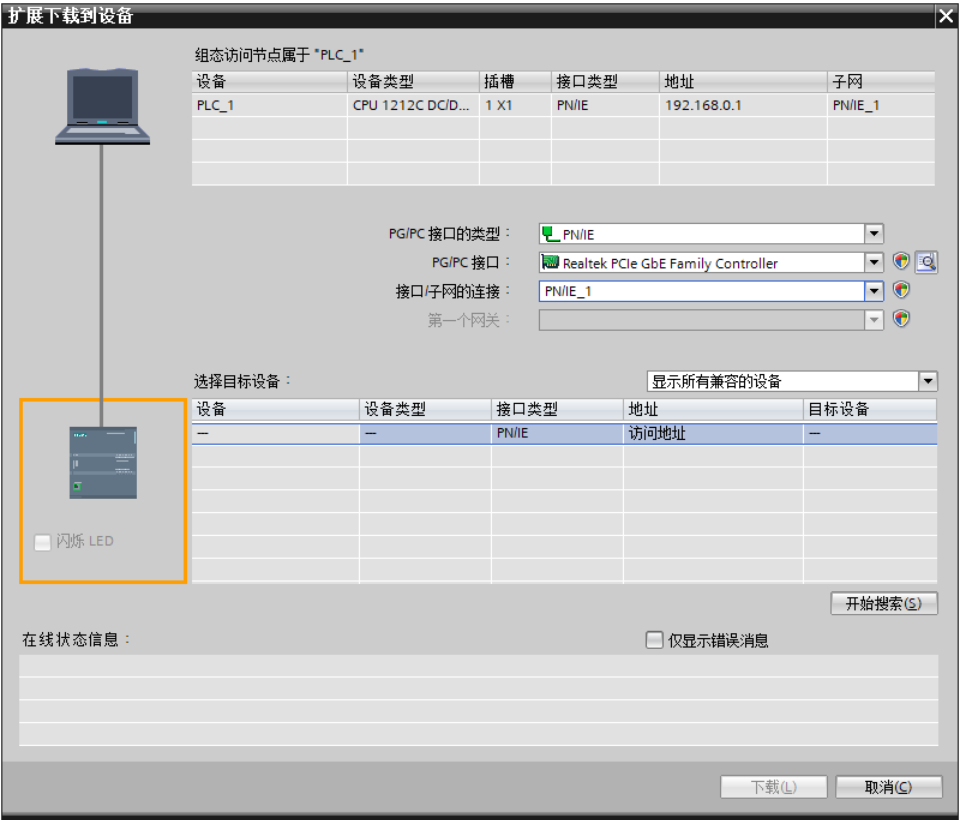 扩展下载到设备
组态访问节点属于 "PLC_1"
设备 设备类型 插槽 接口类型 地址 子网
PLC_1 CPU 1212C DC/D... 1 X1 PN/IE 192.168.0.1 PN/IE_1
PG/PC 接口的类型： PN/IE
PG/PC 接口： Realtek PCIe GbE Family Controller
接口/子网的连接： PN/IE_1
第一个网关：
选择目标设备： 显示所有兼容的设备
设备 设备类型 接口类型 地址 目标设备
— — PN/IE 访问地址 —
闪烁 LED
开始搜索(S)
在线状态信息： 仅显示错误消息
下载(L) 取消(C)